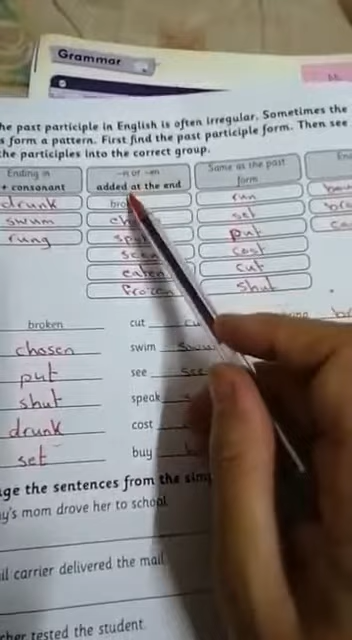 Grammar
he past participle in English is often irregular. Sometimes the
s form a pattern. First find the past participle form. Then see
the participles into the correct group.
Ending in
+ consonant
-n or -en
added at the end
Same as the past
form
drunk
swum
rung
eaten
frozen
run
set
put
cost
cut
shut
broken
chosen
put
shut
drunk
set
cut
swim
see
speak
cost
buy
ge the sentences from the sim
y's mom drove her to school
il carrier delivered the mail
cher tested the student.